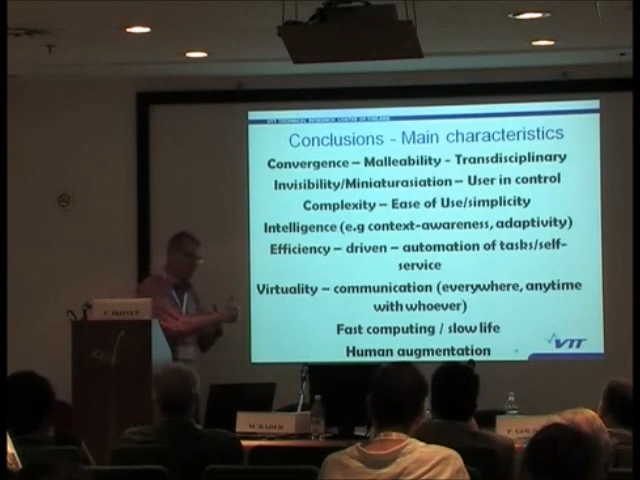 VTT TECHNICAL RESEARCH CENTRE OF FINLAND
Conclusions - Main characteristics
Convergence – Malleability - Transdisciplinary
Invisibility/Miniaturasiation – User in control
Complexity – Ease of Use/simplicity
Intelligence (e.g context-awareness, adaptivity)
Efficiency – driven – automation of tasks/self-
service
Virtuality – communication (everywhere, anytime
with whoever)
Fast computing / slow life
Human augmentation
VTT
V. IKONEN
M. RADER